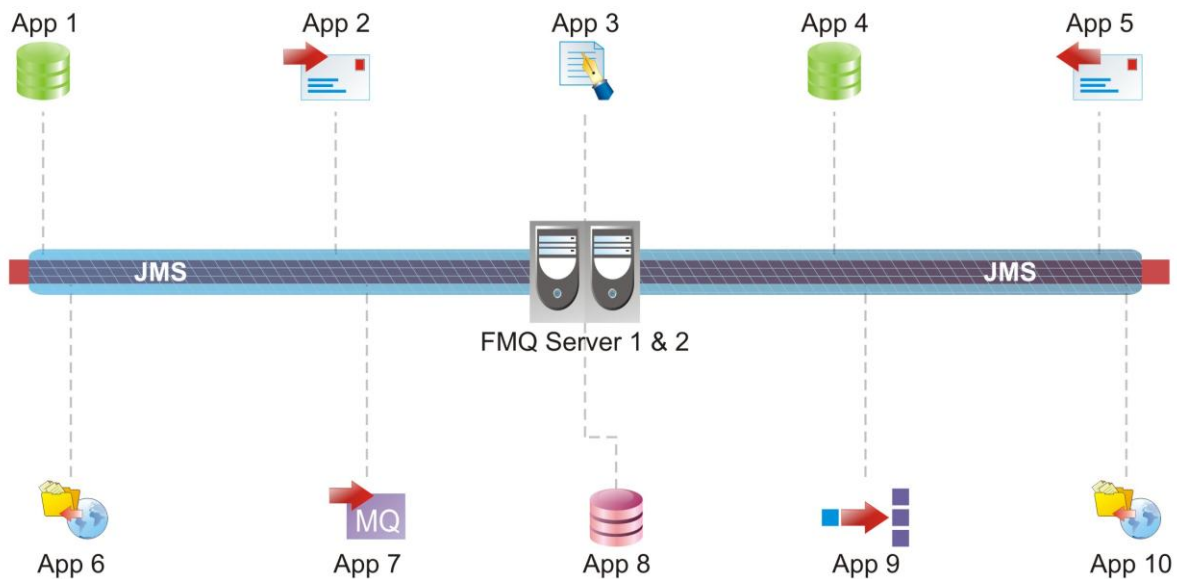 App 1
App 2
App 3
App 4
App 5
JMS
JMS
FMQ Server 1 & 2
MQ
App 6
App 7
App 8
App 9
App 10